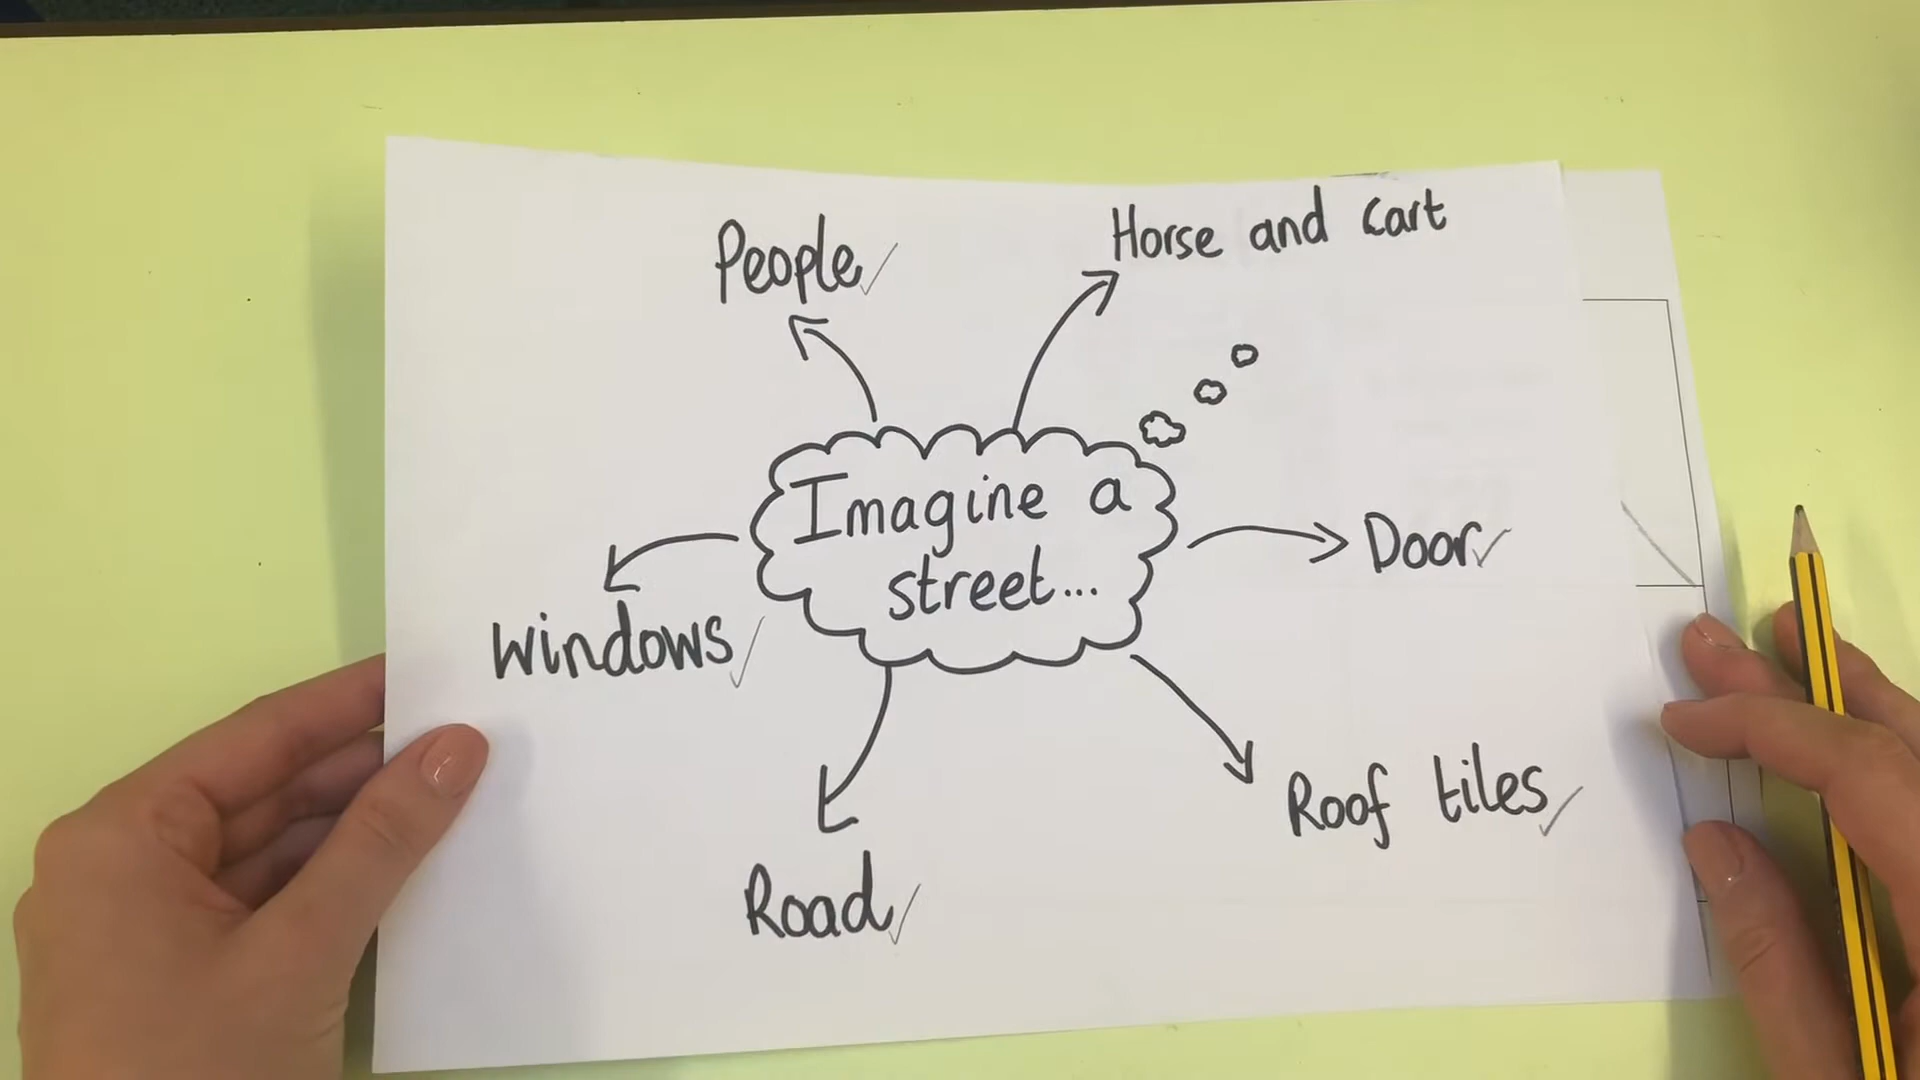 People
Horse and cart
Imagine a
street...
Door
Windows
Roof tiles
Road